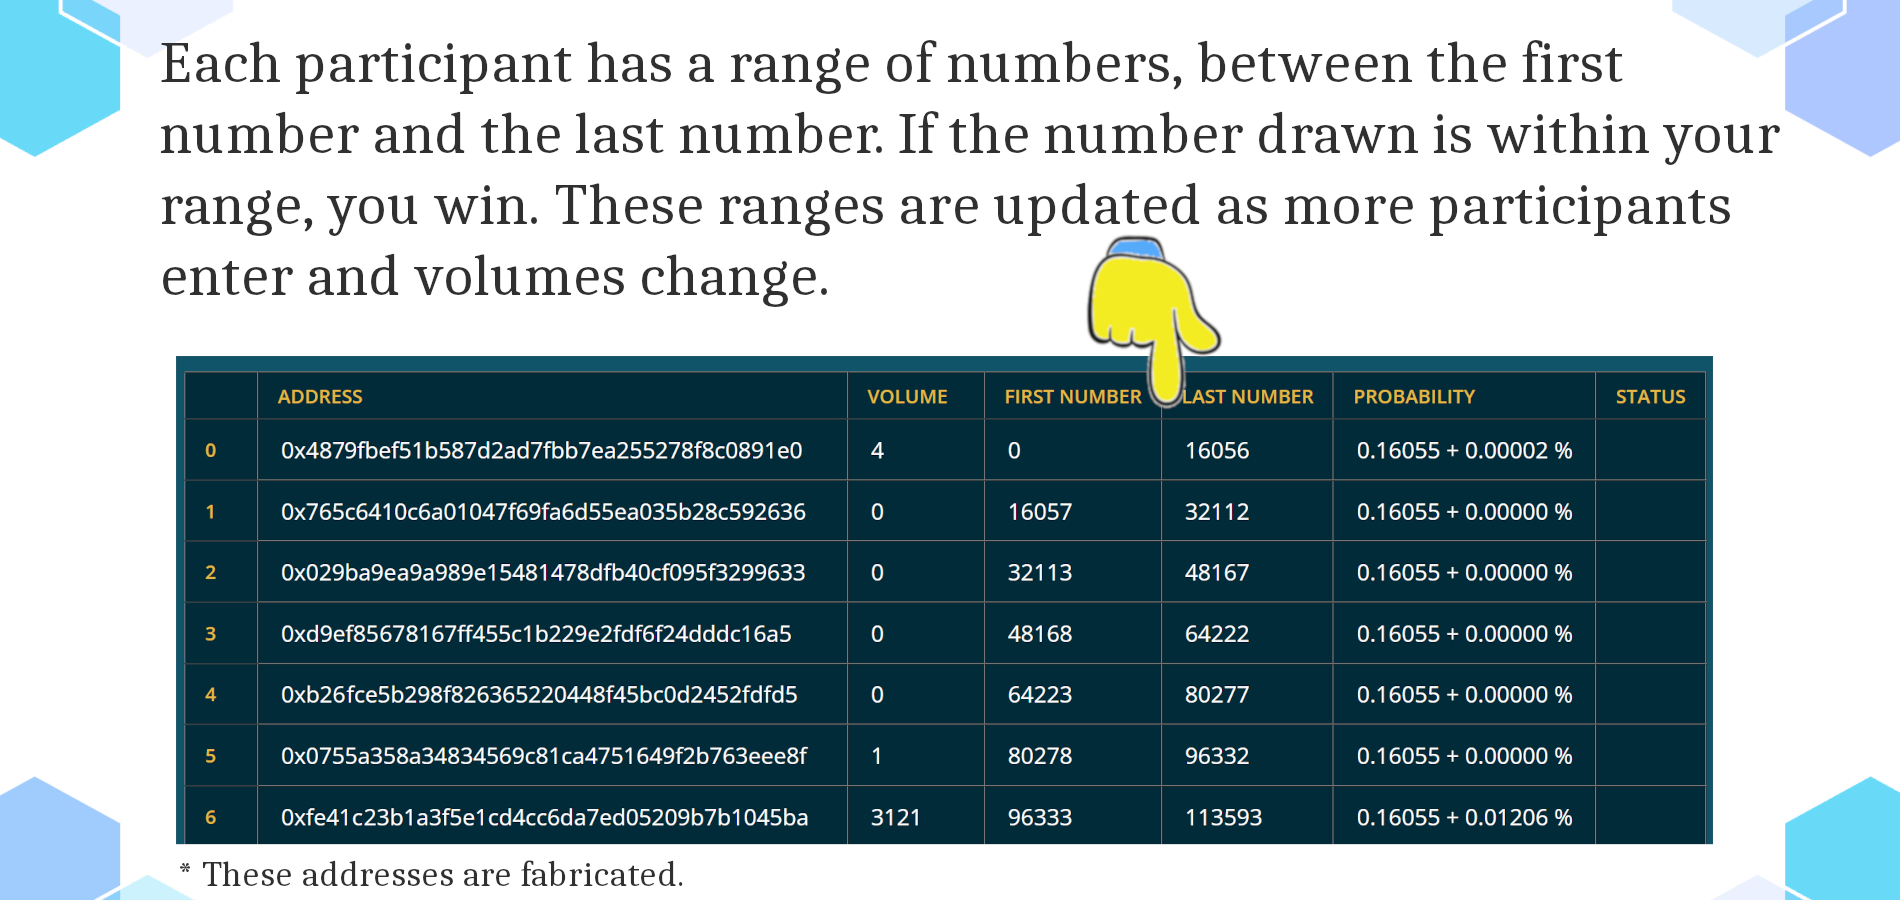 Each participant has a range of numbers, between the first
number and the last number. If the number drawn is within your
range, you win. These ranges are updated as more participants
enter and volumes change.
ADDRESS VOLUME FIRST NUMBER LAST NUMBER PROBABILITY STATUS
0 0x4879fbef51b587d2ad7fbb7ea255278f8c0891e0 4 0 16056 0.16055 + 0.00002 %
1 0x765c6410c6a01047f69fa6d55ea035b28c592636 0 16057 32112 0.16055 + 0.00000 %
2 0x029ba9ea9a989e15481478dfb40cf095f3299633 0 32113 48167 0.16055 + 0.00000 %
3 0xd9ef85678167ff455c1b229e2fdf6f24dddc16a5 0 48168 64222 0.16055 + 0.00000 %
4 0xb26fce5b298f826365220448f45bc0d2452fdfd5 0 64223 80277 0.16055 + 0.00000 %
5 0x0755a358a34834569c81ca4751649f2b763eee8f 1 80278 96332 0.16055 + 0.00000 %
6 0xfe41c23b1a3f5e1cd4cc6da7ed05209b7b1045ba 3121 96333 113593 0.16055 + 0.01206 %
* These addresses are fabricated.